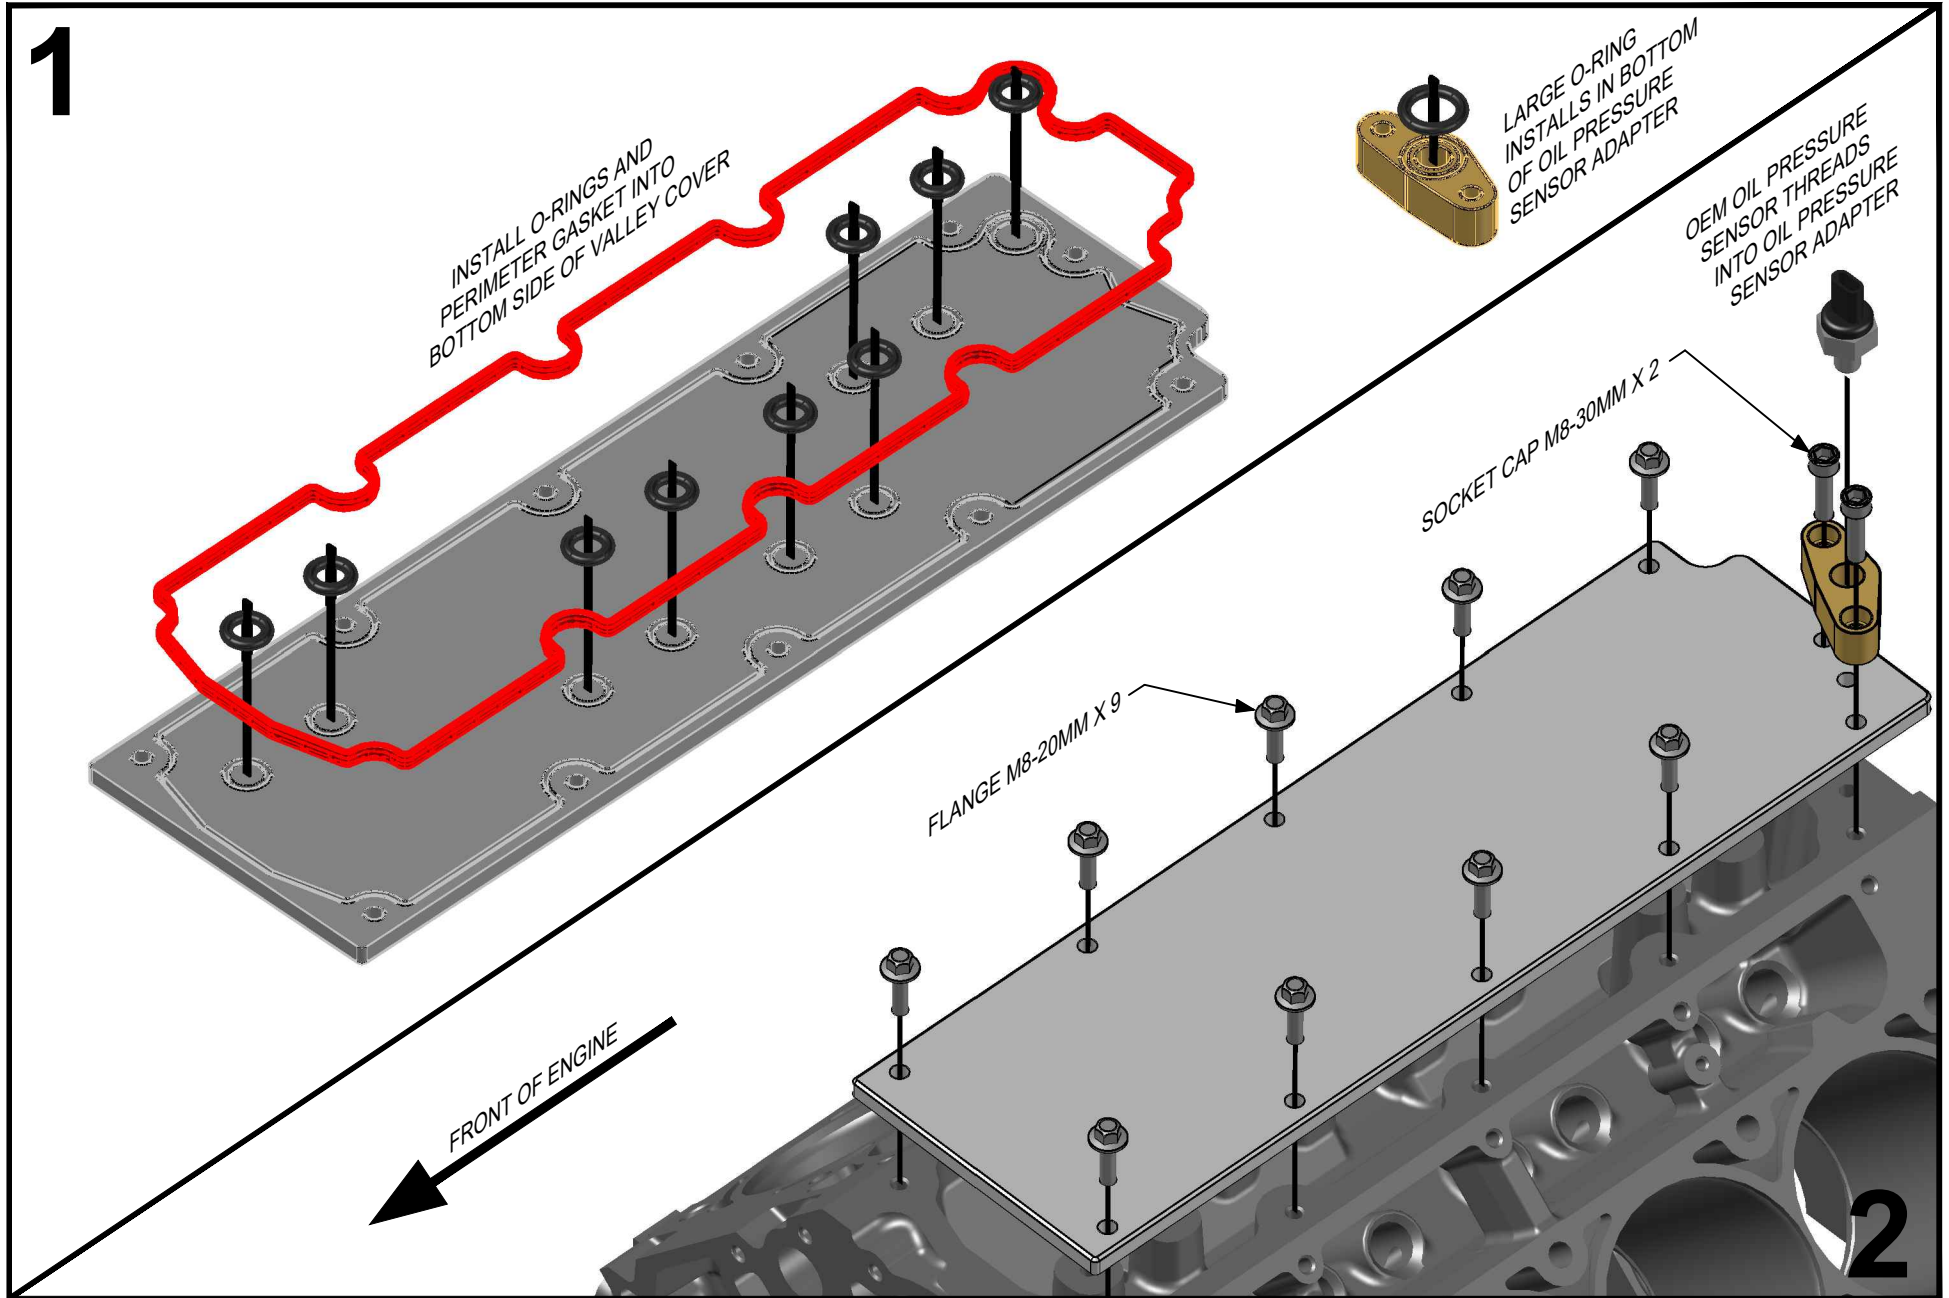 1
INSTALL O-RINGS AND
PERIMETER GASKET INTO
BOTTOM SIDE OF VALLEY COVER
LARGE O-RING
INSTALLS IN BOTTOM
OF OIL PRESSURE
SENSOR ADAPTER
OEM OIL PRESSURE
SENSOR THREADS
INTO OIL PRESSURE
SENSOR ADAPTER
SOCKET CAP M8-30MM X 2
FLANGE M8-20MM X 9
FRONT OF ENGINE
2